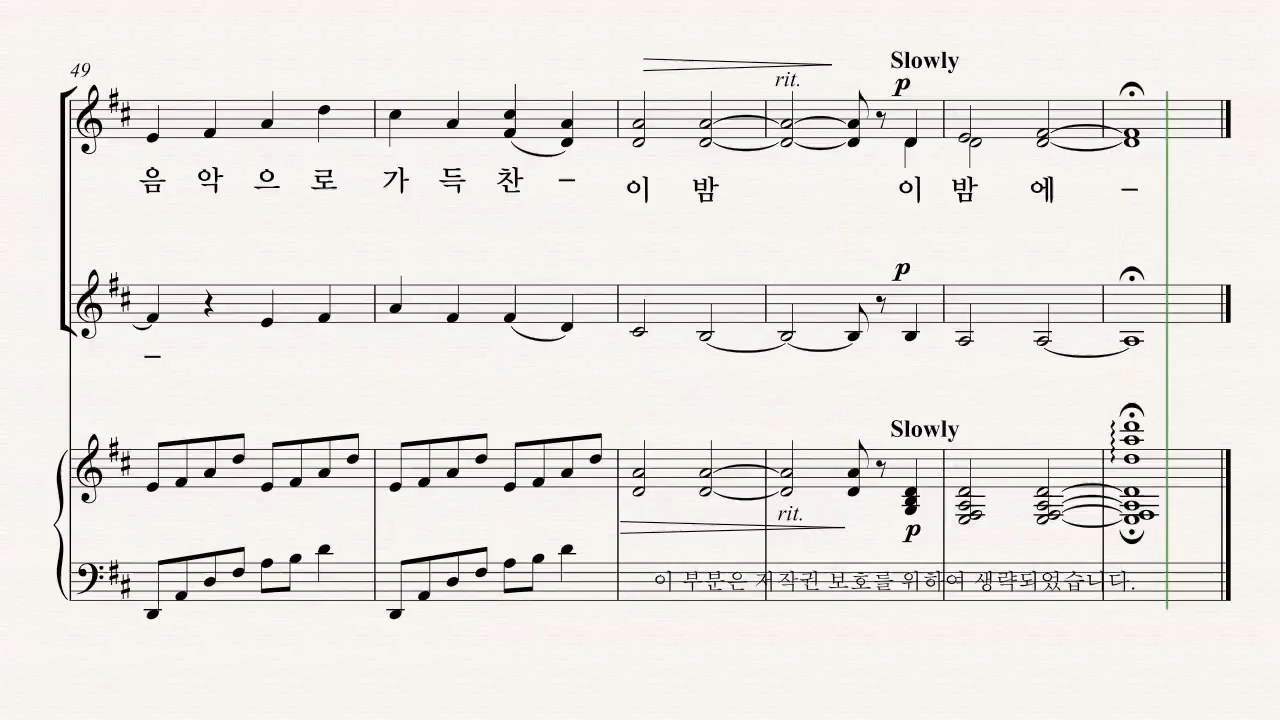 49
Slowly
rit.
p
음 악 으 로 가 득 찬 – 이 밤 이 밤 에 –
p
–
Slowly
rit.
p
이 부분은 저작권 보호를 위하여 생략되었습니다.